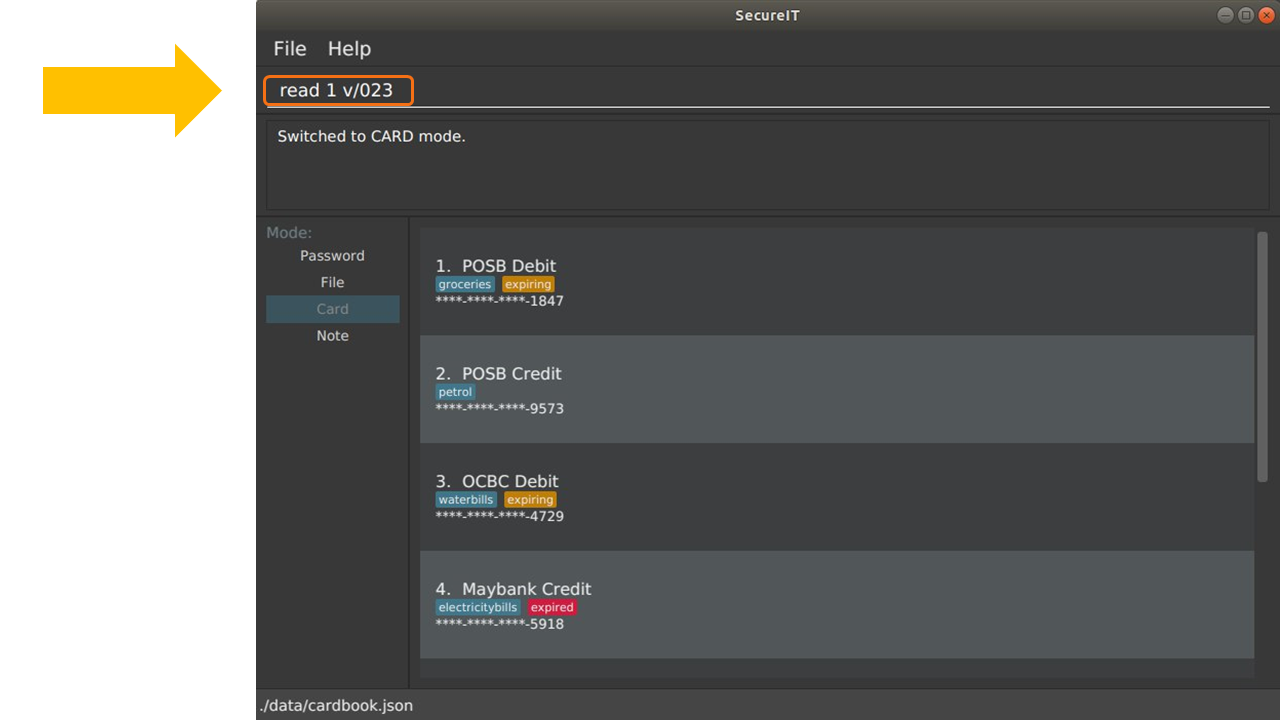 SecureIT
File Help
read 1 v/023
Switched to CARD mode.
Mode:
Password
File
Card
Note
1. POSB Debit
groceries expiring
****-****-****-1847
2. POSB Credit
petrol
****-****-****-9573
3. OCBC Debit
waterbills expiring
****-****-****-4729
4. Maybank Credit
electricitybills expired
****-****-****-5918
./data/cardbook.json